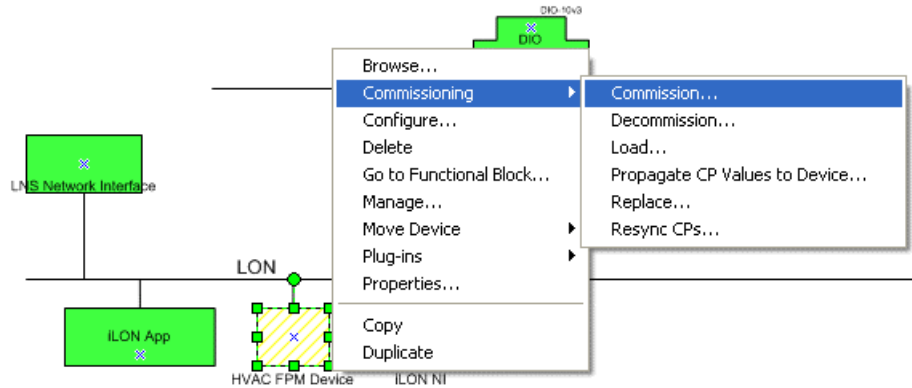 DIO-10v3
DIO
Browse...
Commissioning
Configure...
Delete
Go to Functional Block...
Manage...
Move Device
Plug-ins
Properties...
Copy
Duplicate
Commission...
Decommission...
Load...
Propagate CP Values to Device...
Replace...
Resync CPs...
LNS Network Interface
LON
iLON App
HVAC FPM Device
iLON NI